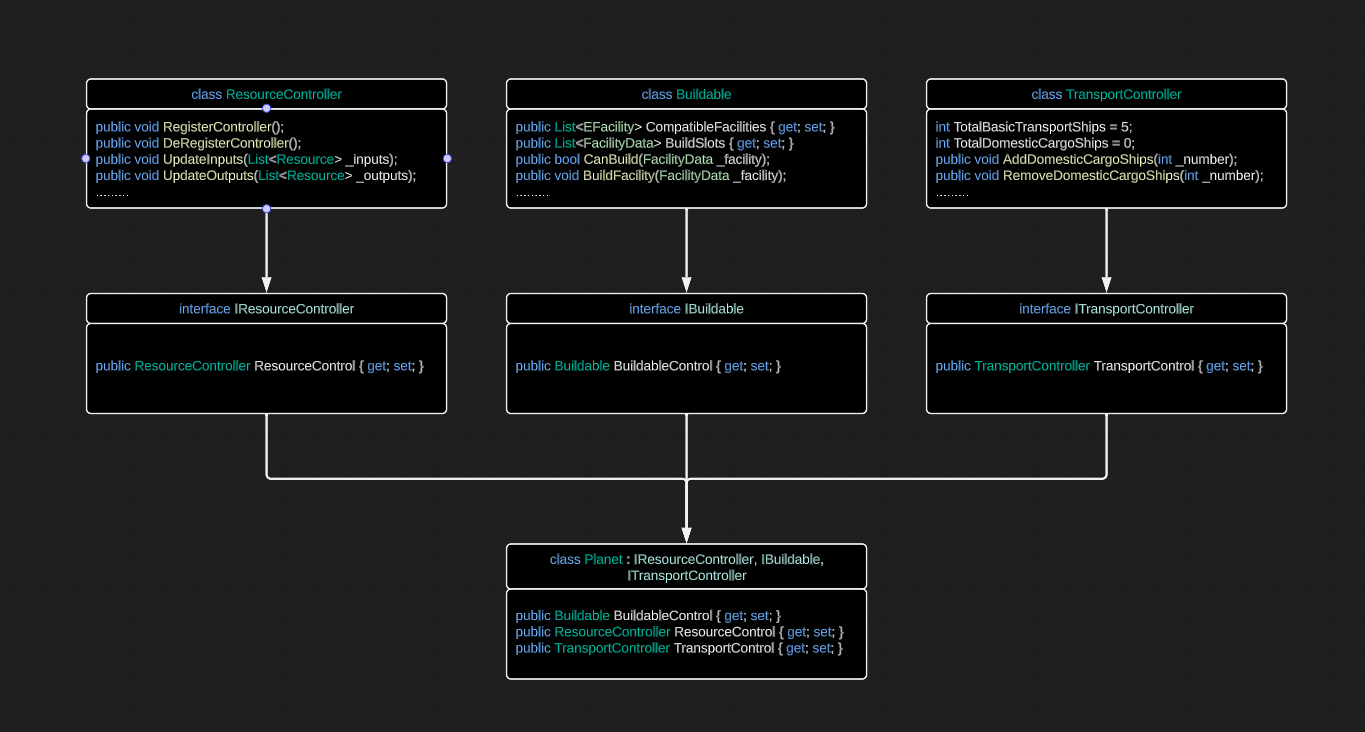 class ResourceController
public void RegisterController();
public void DeRegisterController();
public void UpdateInputs(List<Resource> _inputs);
public void UpdateOutputs(List<Resource> _outputs);
.........
class Buildable
public List<EFacility> CompatibleFacilities { get; set; }
public List<FacilityData> BuildSlots { get; set; }
public bool CanBuild(FacilityData _facility);
public void BuildFacility(FacilityData _facility);
.........
class TransportController
int TotalBasicTransportShips = 5;
int TotalDomesticCargoShips = 0;
public void AddDomesticCargoShips(int _number);
public void RemoveDomesticCargoShips(int _number);
.........
interface IResourceController
public ResourceController ResourceControl { get; set; }
interface IBuildable
public Buildable BuildableControl { get; set; }
interface ITransportController
public TransportController TransportControl { get; set; }
class Planet : IResourceController, IBuildable,
ITransportController
public Buildable BuildableControl { get; set; }
public ResourceController ResourceControl { get; set; }
public TransportController TransportControl { get; set; }